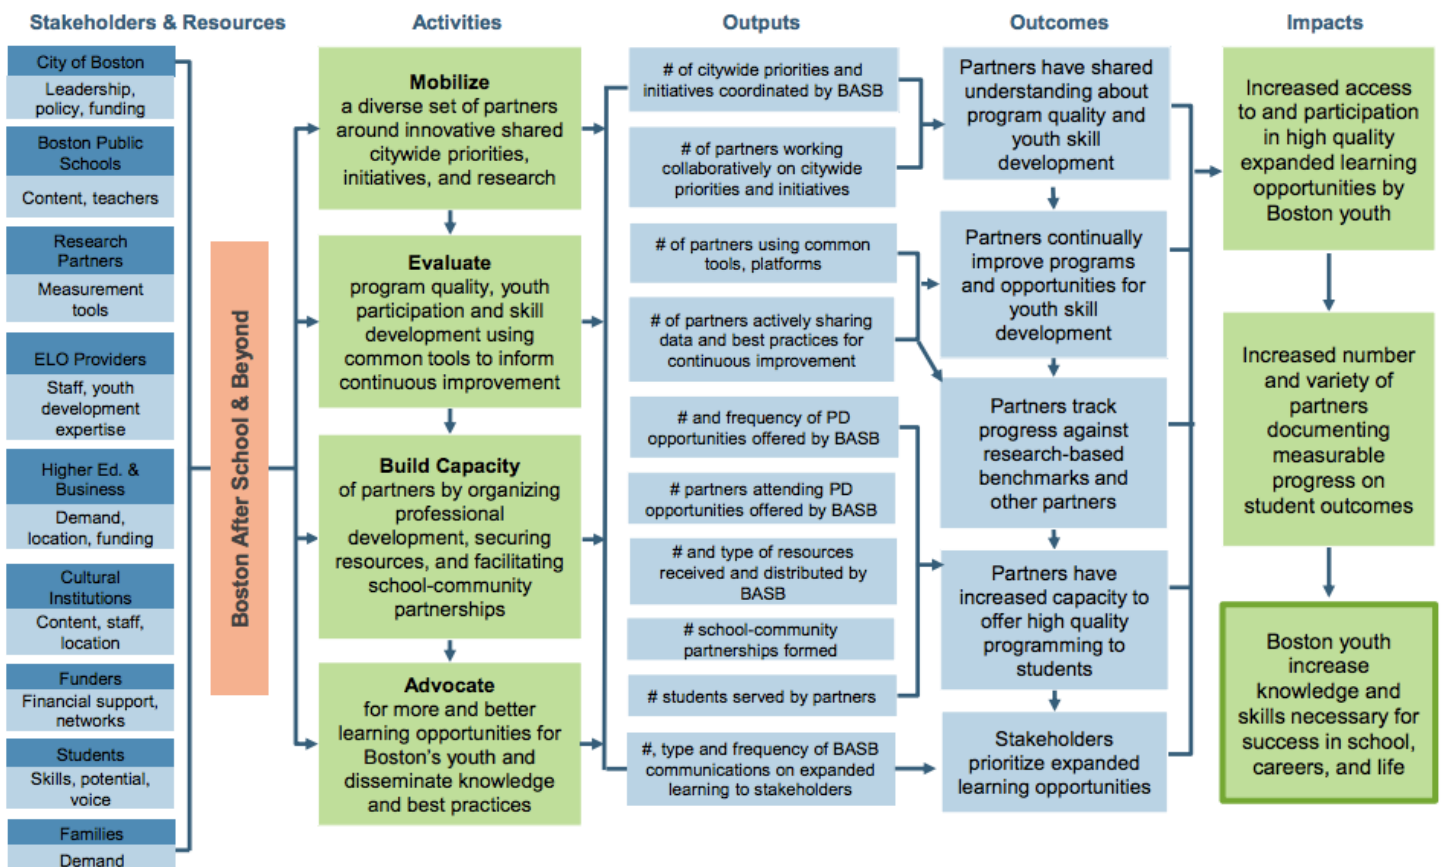 Stakeholders & Resources
City of Boston
Leadership,
policy, funding
Boston Public
Schools
Content, teachers
Research
Partners
Measurement
tools
ELO Providers
Staff, youth
development
expertise
Higher Ed. &
Business
Demand,
location, funding
Cultural
Institutions
Content, staff,
location
Funders
Financial support,
networks
Students
Skills, potential,
voice
Families
Demand
Boston After School & Beyond
Activities
Mobilize
a diverse set of partners
around innovative shared
citywide priorities,
initiatives, and research
Evaluate
program quality, youth
participation and skill
development using
common tools to inform
continuous improvement
Build Capacity
of partners by organizing
professional
development, securing
resources, and facilitating
school-community
partnerships
Advocate
for more and better
learning opportunities for
Boston's youth and
disseminate knowledge
and best practices
Outputs
# of citywide priorities and
initiatives coordinated by BASB
# of partners working
collaboratively on citywide
priorities and initiatives
# of partners using common
tools, platforms
# of partners actively sharing
data and best practices for
continuous improvement
# and frequency of PD
opportunities offered by BASB
# partners attending PD
opportunities offered by BASB
# and type of resources
received and distributed by
BASB
# school-community
partnerships formed
# students served by partners
#, type and frequency of BASB
communications on expanded
learning to stakeholders
Outcomes
Partners have shared
understanding about
program quality and
youth skill
development
Partners continually
improve programs
and opportunities for
youth skill
development
Partners track
progress against
research-based
benchmarks and
other partners
Partners have
increased capacity to
offer high quality
programming to
students
Stakeholders
prioritize expanded
learning opportunities
Impacts
Increased access
to and participation
in high quality
expanded learning
opportunities by
Boston youth
Increased number
and variety of
partners
documenting
measurable
progress on
student outcomes
Boston youth
increase
knowledge and
skills necessary for
success in school,
careers, and life